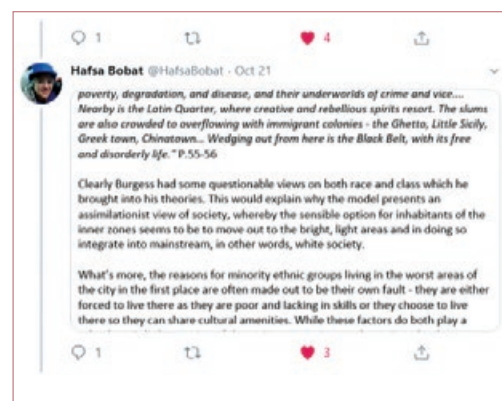 1 4
Hafsa Bobat @HafsaBobat · Oct 21
poverty, degradation, and disease, and their underworlds of crime and vice....
Nearby is the Latin Quarter, where creative and rebellious spirits resort. The slums
are also crowded to overflowing with immigrant colonies - the Ghetto, Little Sicily,
Greek town, Chinatown... Wedging out from here is the Black Belt, with its free
and disorderly life." P.55-56
Clearly Burgess had some questionable views on both race and class which he
brought into his theories. This would explain why the model presents an
assimilationist view of society, whereby the sensible option for inhabitants of the
inner zones seems to be to move out to the bright, light areas and in doing so
integrate into mainstream, in other words, white society.
What's more, the reasons for minority ethnic groups living in the worst areas of
the city in the first place are often made out to be their own fault - they are either
forced to live there as they are poor and lacking in skills or they choose to live
there so they can share cultural amenities. While these factors do both play a
1 3